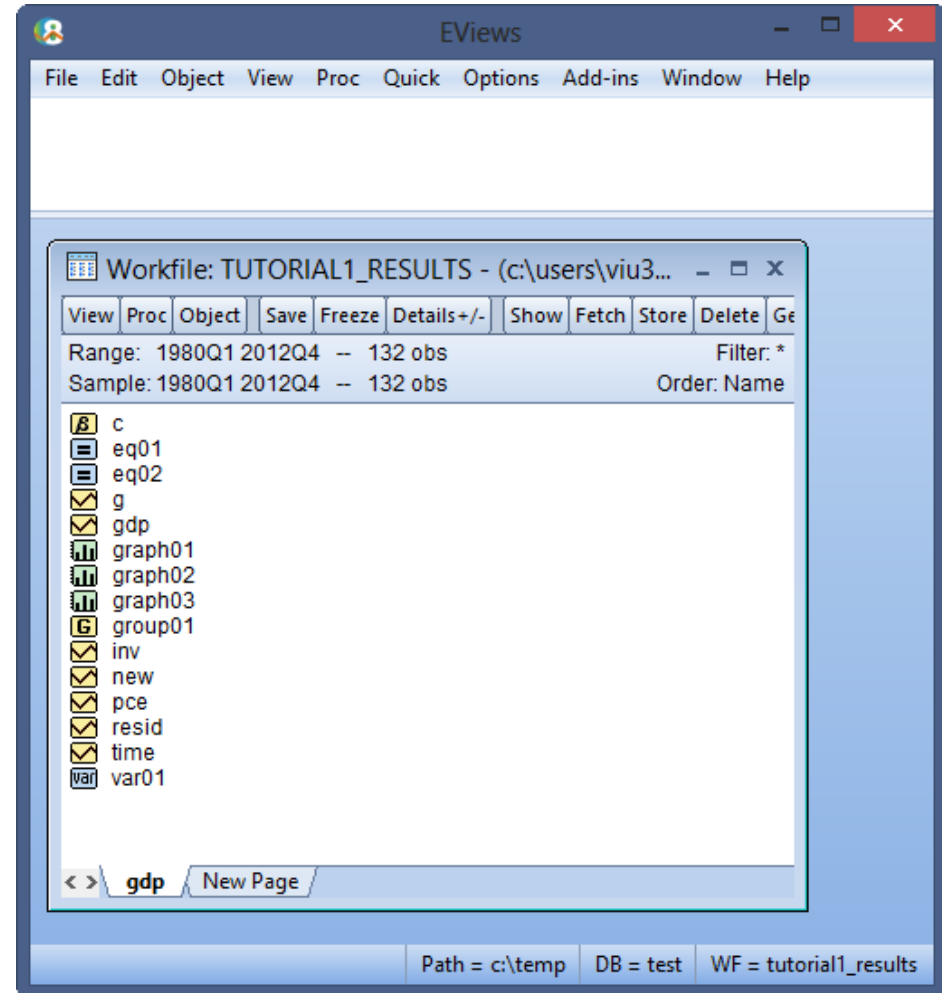 EViews
File Edit Object View Proc Quick Options Add-ins Window Help
Workfile: TUTORIAL1_RESULTS - (c:\users\viu3...
View Proc Object Save Freeze Details+/- Show Fetch Store Delete Ge
Range: 1980Q1 2012Q4 -- 132 obs Filter: *
Sample: 1980Q1 2012Q4 -- 132 obs Order: Name
β c
= eq01
= eq02
g
gdp
graph01
graph02
graph03
G group01
inv
new
pce
resid
time
var var01
< > gdp New Page
Path = c:\temp DB = test WF = tutorial1_results